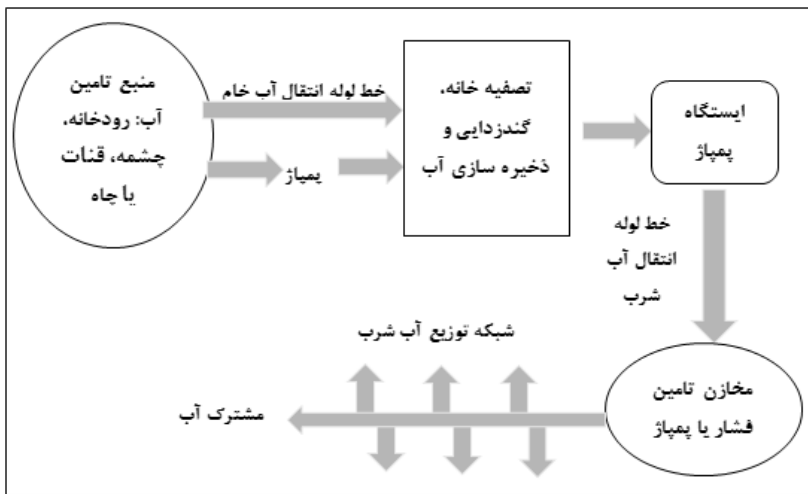 منبع تامین
آب: رودخانه،
چشمه، قنات
یا چاه
خط لوله انتقال آب خام
پمپاژ
تصفیه خانه،
گندزدایی و
ذخیره سازی آب
ایستگاه
پمپاژ
خط لوله
انتقال آب
شرب
مخازن تامین
فشار یا پمپاژ
شبکه توزیع آب شرب
مشترک آب